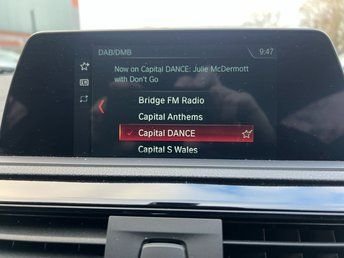 DAB/DMB 9:47
Now on Capital DANCE: Julie McDermott
with Don't Go
Bridge FM Radio
Capital Anthems
Capital DANCE
Capital S Wales